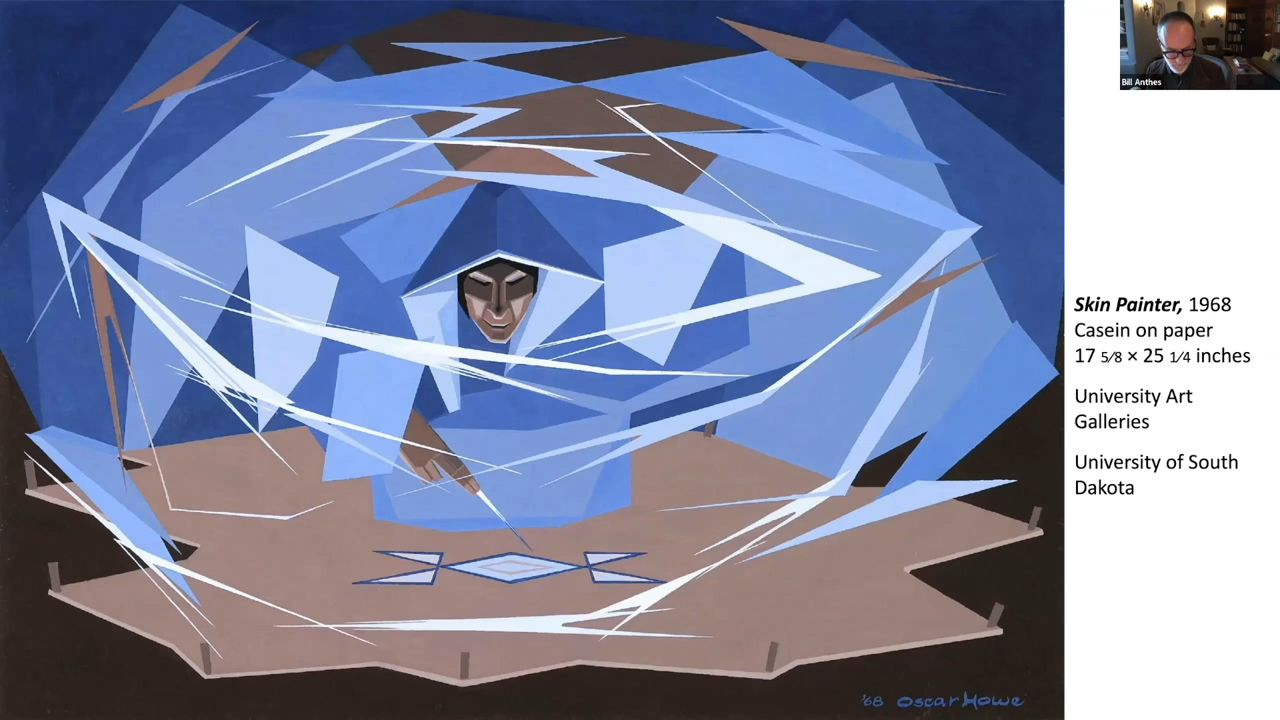 Bill Anthes
Skin Painter, 1968
Casein on paper
17 5/8 × 25 1/4 inches
University Art
Galleries
University of South
Dakota
'68 Oscar Howe